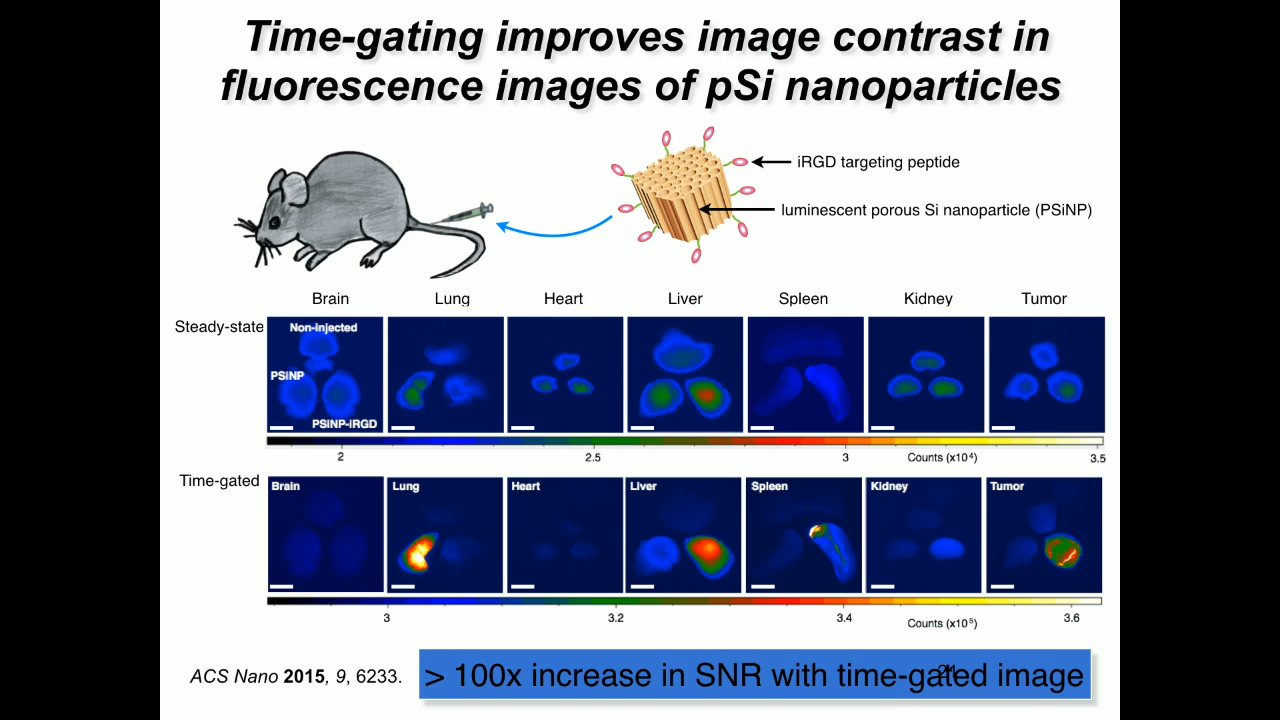 Time-gating improves image contrast in
fluorescence images of pSi nanoparticles
iRGD targeting peptide
luminescent porous Si nanoparticle (PSiNP)
Brain Lung Heart Liver Spleen Kidney Tumor
Steady-state
Non-injected
PSiNP
PSiNP-iRGD
2 2.5 3 Counts (x10⁴) 3.5
Time-gated
Brain Lung Heart Liver Spleen Kidney Tumor
3 3.2 3.4 Counts (x10⁵) 3.6
ACS Nano 2015, 9, 6233.
> 100x increase in SNR with time-gated image